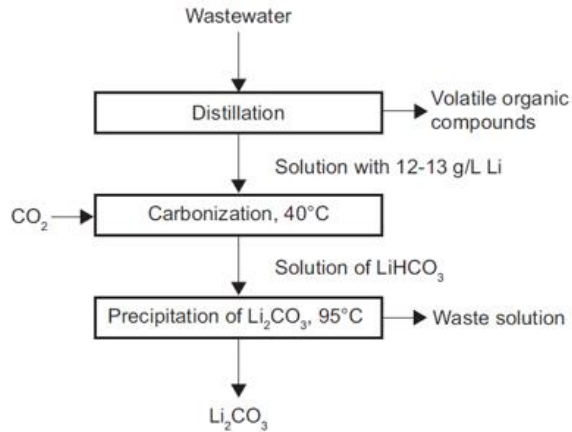 Wastewater
Distillation
Volatile organic
compounds
Solution with 12-13 g/L Li
CO₂
Carbonization, 40°C
Solution of LiHCO₃
Precipitation of Li₂CO₃, 95°C
Waste solution
Li₂CO₃